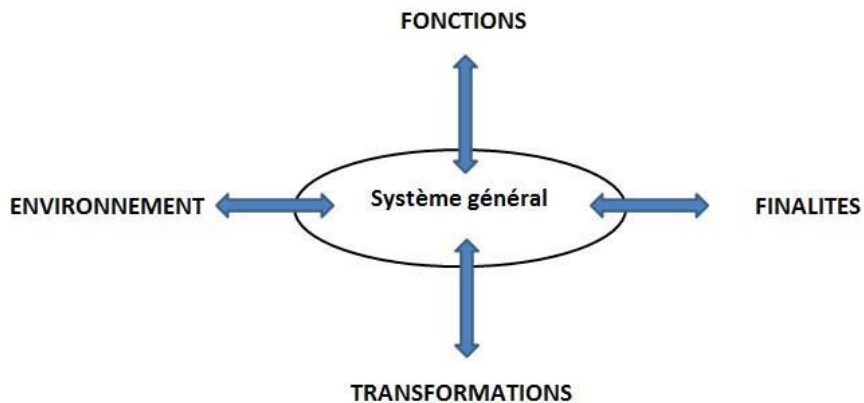 FONCTIONS
Système général
ENVIRONNEMENT
FINALITES
TRANSFORMATIONS